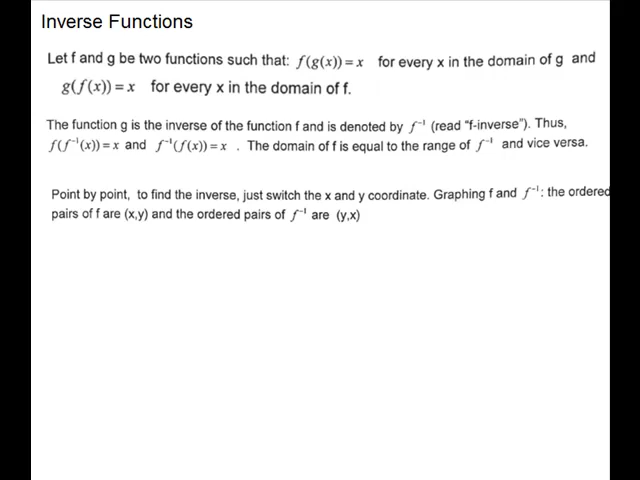 Inverse Functions
Let f and g be two functions such that: f(g(x)) = x for every x in the domain of g and
g(f(x)) = x for every x in the domain of f.
The function g is the inverse of the function f and is denoted by f⁻¹ (read “f-inverse”). Thus,
f(f⁻¹(x)) = x and f⁻¹(f(x)) = x . The domain of f is equal to the range of f⁻¹ and vice versa.
Point by point, to find the inverse, just switch the x and y coordinate. Graphing f and f⁻¹: the ordered
pairs of f are (x,y) and the ordered pairs of f⁻¹ are (y,x)